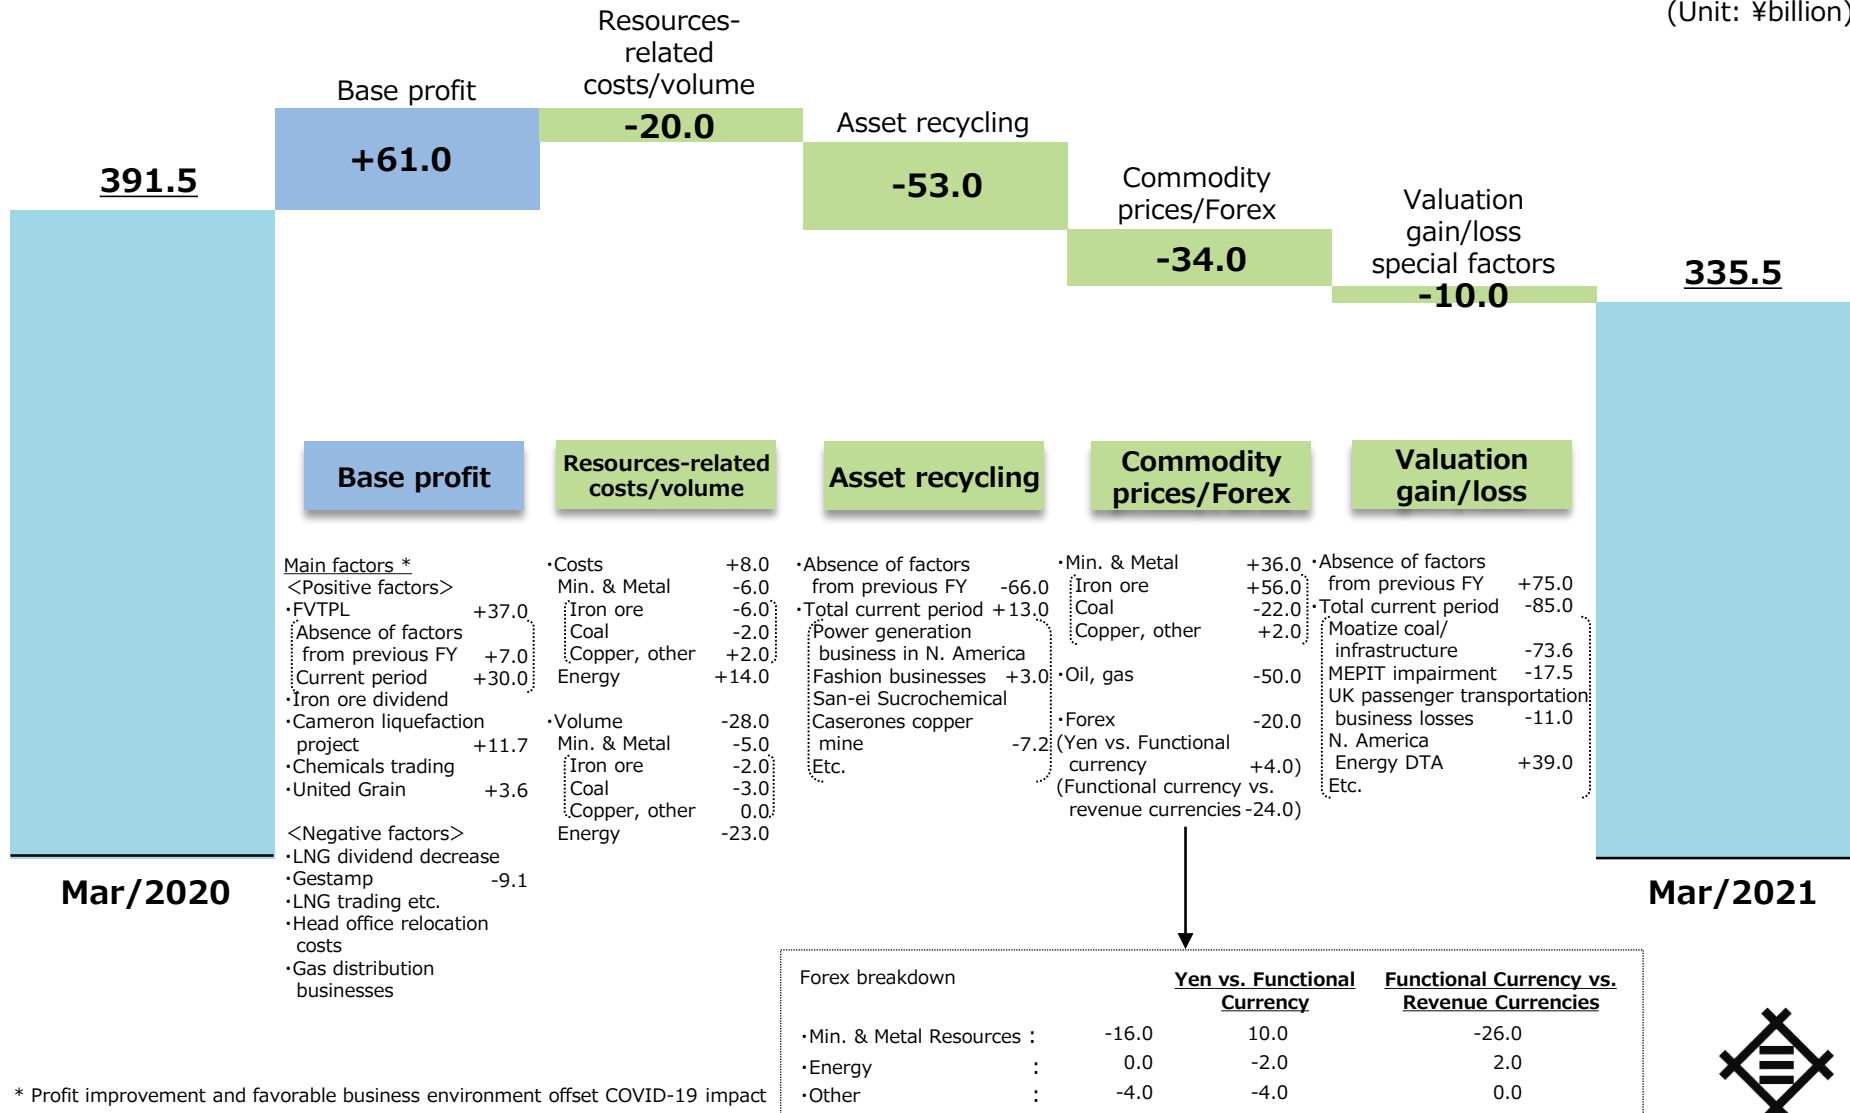 (Unit: ¥billion)
Resources-
related
costs/volume
Base profit
-20.0
Asset recycling
+61.0
391.5
-53.0
Commodity
prices/Forex
Valuation
gain/loss
special factors
-34.0
335.5
-10.0
Base profit
Resources-related
costs/volume
Asset recycling
Commodity
prices/Forex
Valuation
gain/loss
Main factors *
<Positive factors>
・FVTPL +37.0
Absence of factors
from previous FY +7.0
Current period +30.0
・Iron ore dividend
・Cameron liquefaction
project +11.7
・Chemicals trading
・United Grain +3.6
<Negative factors>
・LNG dividend decrease
・Gestamp -9.1
・LNG trading etc.
・Head office relocation
costs
・Gas distribution
businesses
・Costs +8.0
Min. & Metal -6.0
Iron ore -6.0
Coal -2.0
Copper, other +2.0
Energy +14.0
・Volume -28.0
Min. & Metal -5.0
Iron ore -2.0
Coal -3.0
Copper, other 0.0
Energy -23.0
・Absence of factors
from previous FY -66.0
・Total current period +13.0
Power generation
business in N. America
Fashion businesses +3.0
San-ei Sucrochemical
Caserones copper
mine -7.2
Etc.
・Min. & Metal +36.0
Iron ore +56.0
Coal -22.0
Copper, other +2.0
・Oil, gas -50.0
・Forex -20.0
(Yen vs. Functional
currency +4.0)
(Functional currency vs.
revenue currencies -24.0)
・Absence of factors
from previous FY +75.0
・Total current period -85.0
Moatize coal/
infrastructure -73.6
MEPIT impairment -17.5
UK passenger transportation
business losses -11.0
N. America
Energy DTA +39.0
Etc.
Mar/2020
Mar/2021
Forex breakdown Yen vs. Functional Currency Functional Currency vs. Revenue Currencies
・Min. & Metal Resources : -16.0 10.0 -26.0
・Energy : 0.0 -2.0 2.0
・Other : -4.0 -4.0 0.0
* Profit improvement and favorable business environment offset COVID-19 impact